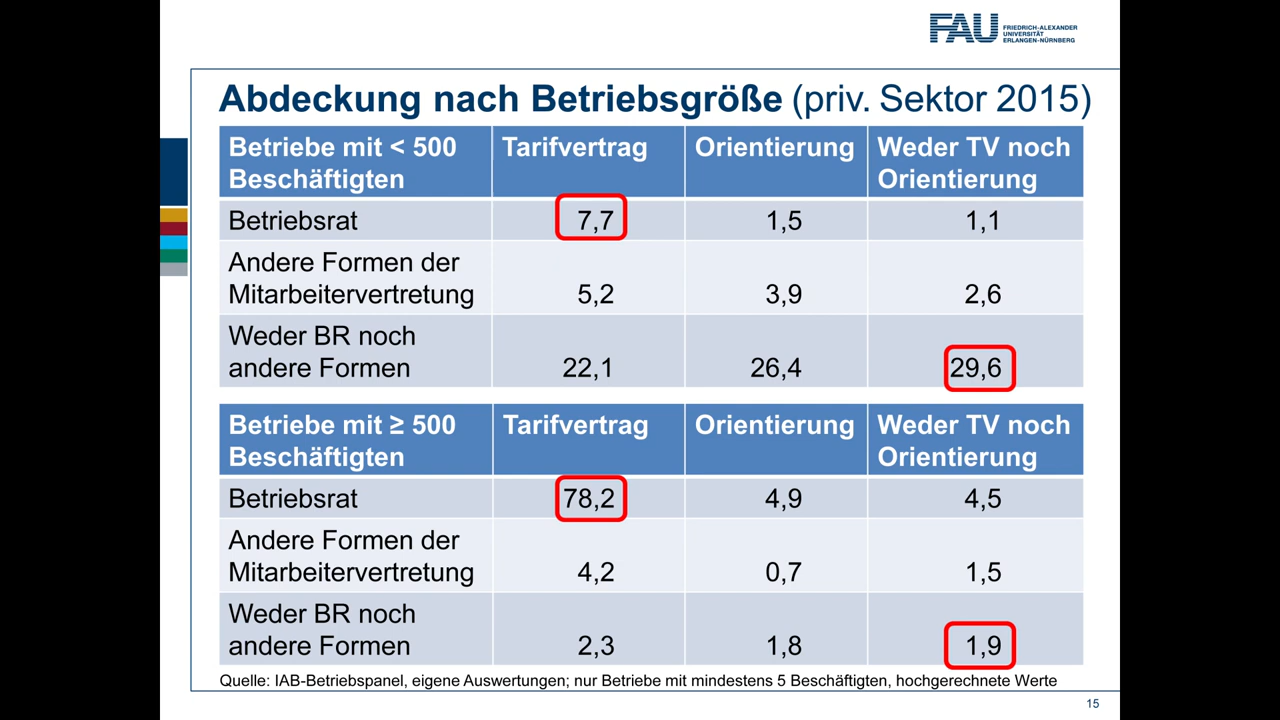 FAU FRIEDRICH-ALEXANDER
UNIVERSITÄT
ERLANGEN-NÜRNBERG
Abdeckung nach Betriebsgröße (priv. Sektor 2015)
Betriebe mit < 500 Tarifvertrag Orientierung Weder TV noch
Beschäftigten Orientierung
Betriebsrat 7,7 1,5 1,1
Andere Formen der
Mitarbeitervertretung 5,2 3,9 2,6
Weder BR noch
andere Formen 22,1 26,4 29,6
Betriebe mit ≥ 500 Tarifvertrag Orientierung Weder TV noch
Beschäftigten Orientierung
Betriebsrat 78,2 4,9 4,5
Andere Formen der
Mitarbeitervertretung 4,2 0,7 1,5
Weder BR noch
andere Formen 2,3 1,8 1,9
Quelle: IAB-Betriebspanel, eigene Auswertungen; nur Betriebe mit mindestens 5 Beschäftigten, hochgerechnete Werte
15